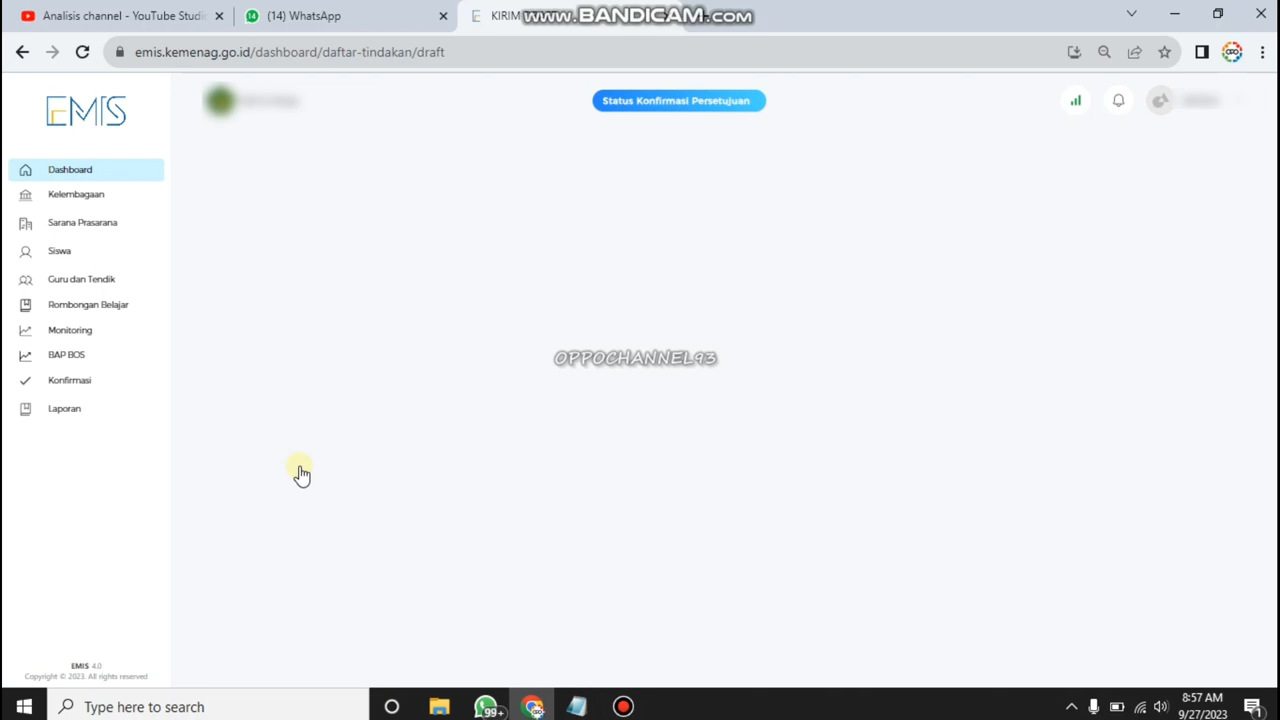 Analisis channel - YouTube Studio
(14) WhatsApp
KIRIM
WWW.BANDICAM.COM
emis.kemenag.go.id/dashboard/daftar-tindakan/draft
EMIS
Status Konfirmasi Persetujuan
Dashboard
Kelembagaan
Sarana Prasarana
Siswa
Guru dan Tendik
Rombongan Belajar
Monitoring
BAP BOS
Konfirmasi
Laporan
OPPOCHANNEL93
EMIS 4.0
Copyright © 2023. All rights reserved
Type here to search
99+
8:57 AM
9/27/2023
1